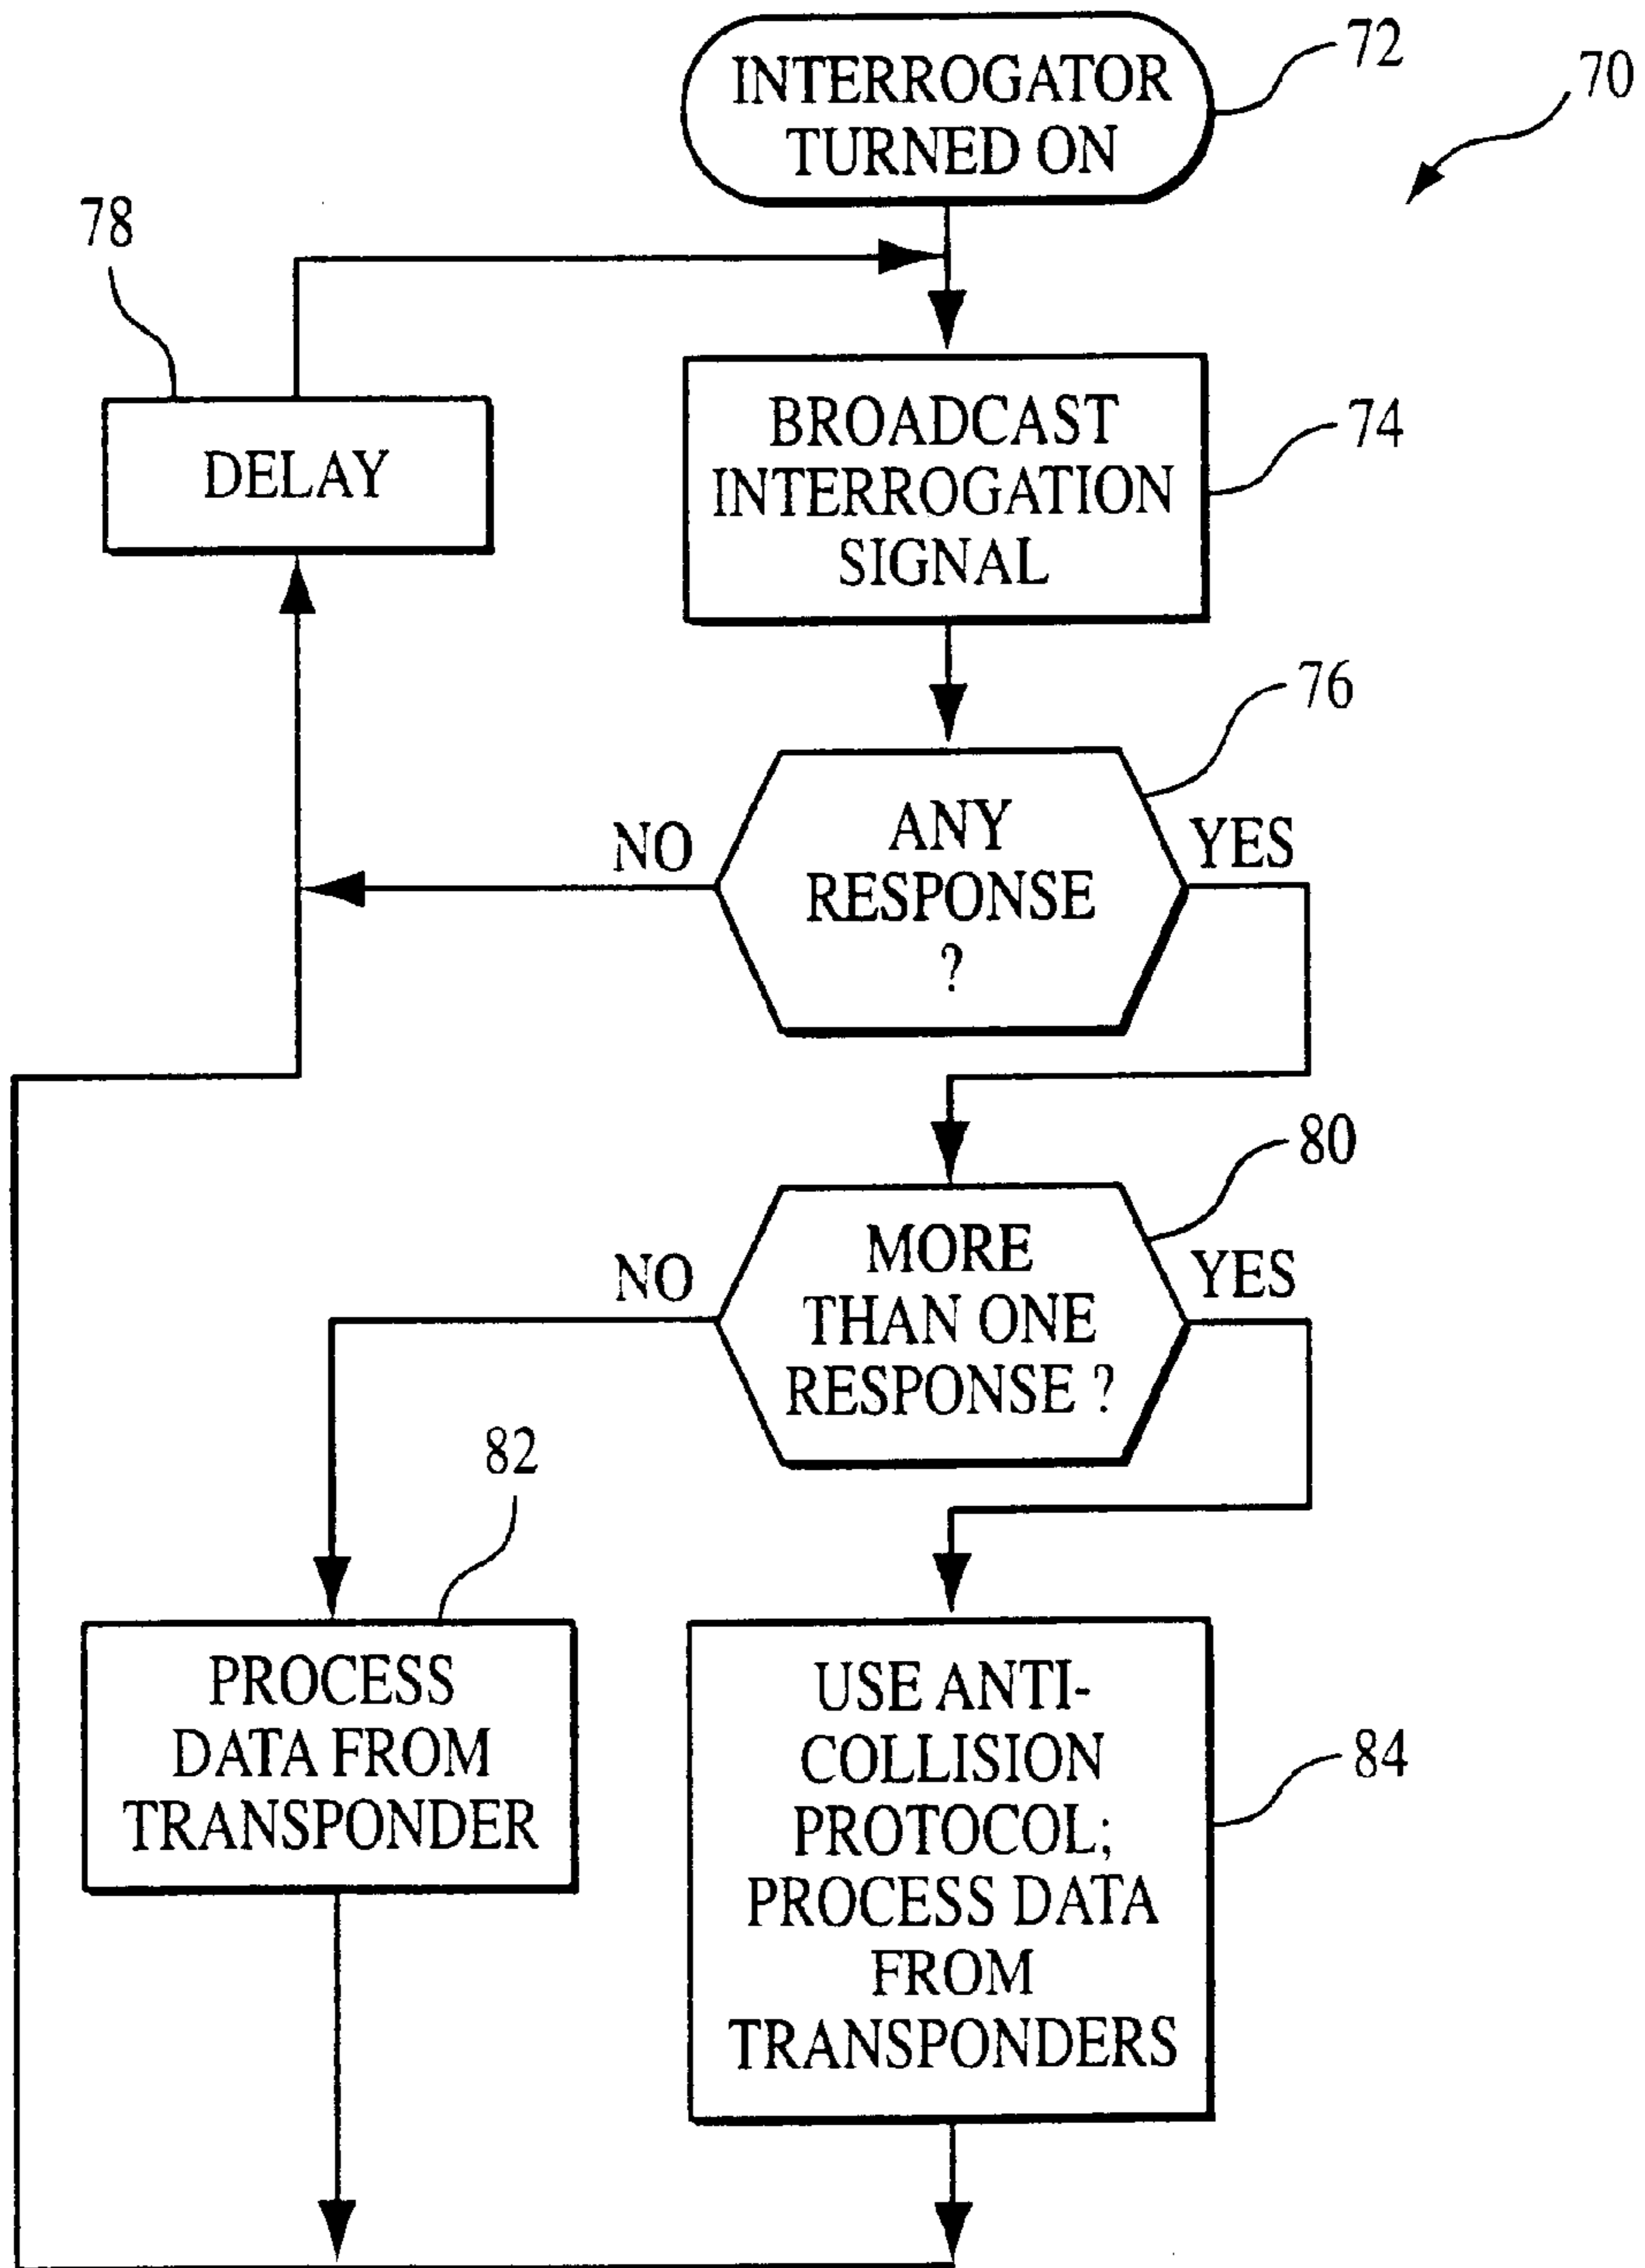 INTERROGATOR
TURNED ON
72
70
78
DELAY
BROADCAST
INTERROGATION
SIGNAL
74
76
ANY
RESPONSE
?
NO
YES
80
MORE
THAN ONE
RESPONSE ?
NO
YES
82
PROCESS
DATA FROM
TRANSPONDER
USE ANTI-
COLLISION
PROTOCOL;
PROCESS DATA
FROM
TRANSPONDERS
84